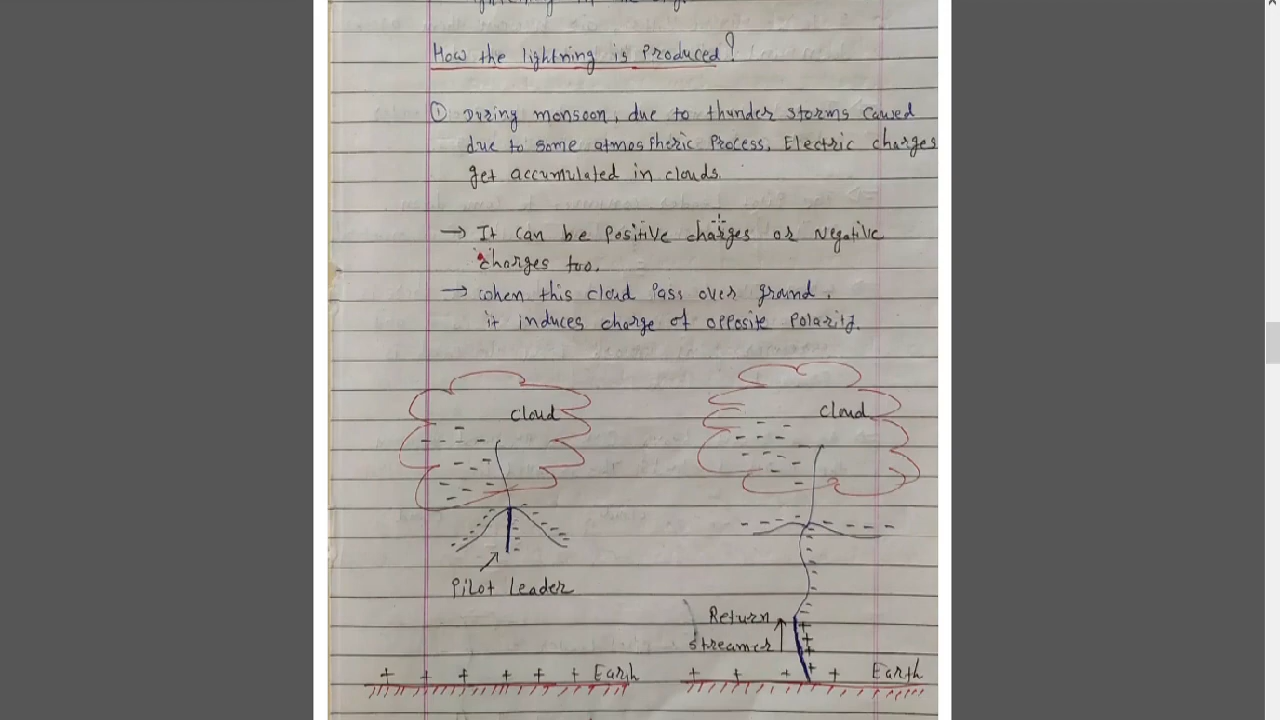 How the lightning is Produced?
① During monsoon, due to thunder storms caused
due to some atmospheric Process, Electric charges
get accumulated in clouds.
→ It can be Positive charges or Negative
charges too.
→ When this cloud Pass over ground.
it induces charge of opposite Polarity.
cloud
Pilot Leader
+ + + + + + Earth
cloud
Return
streamer
+ + + + Earth